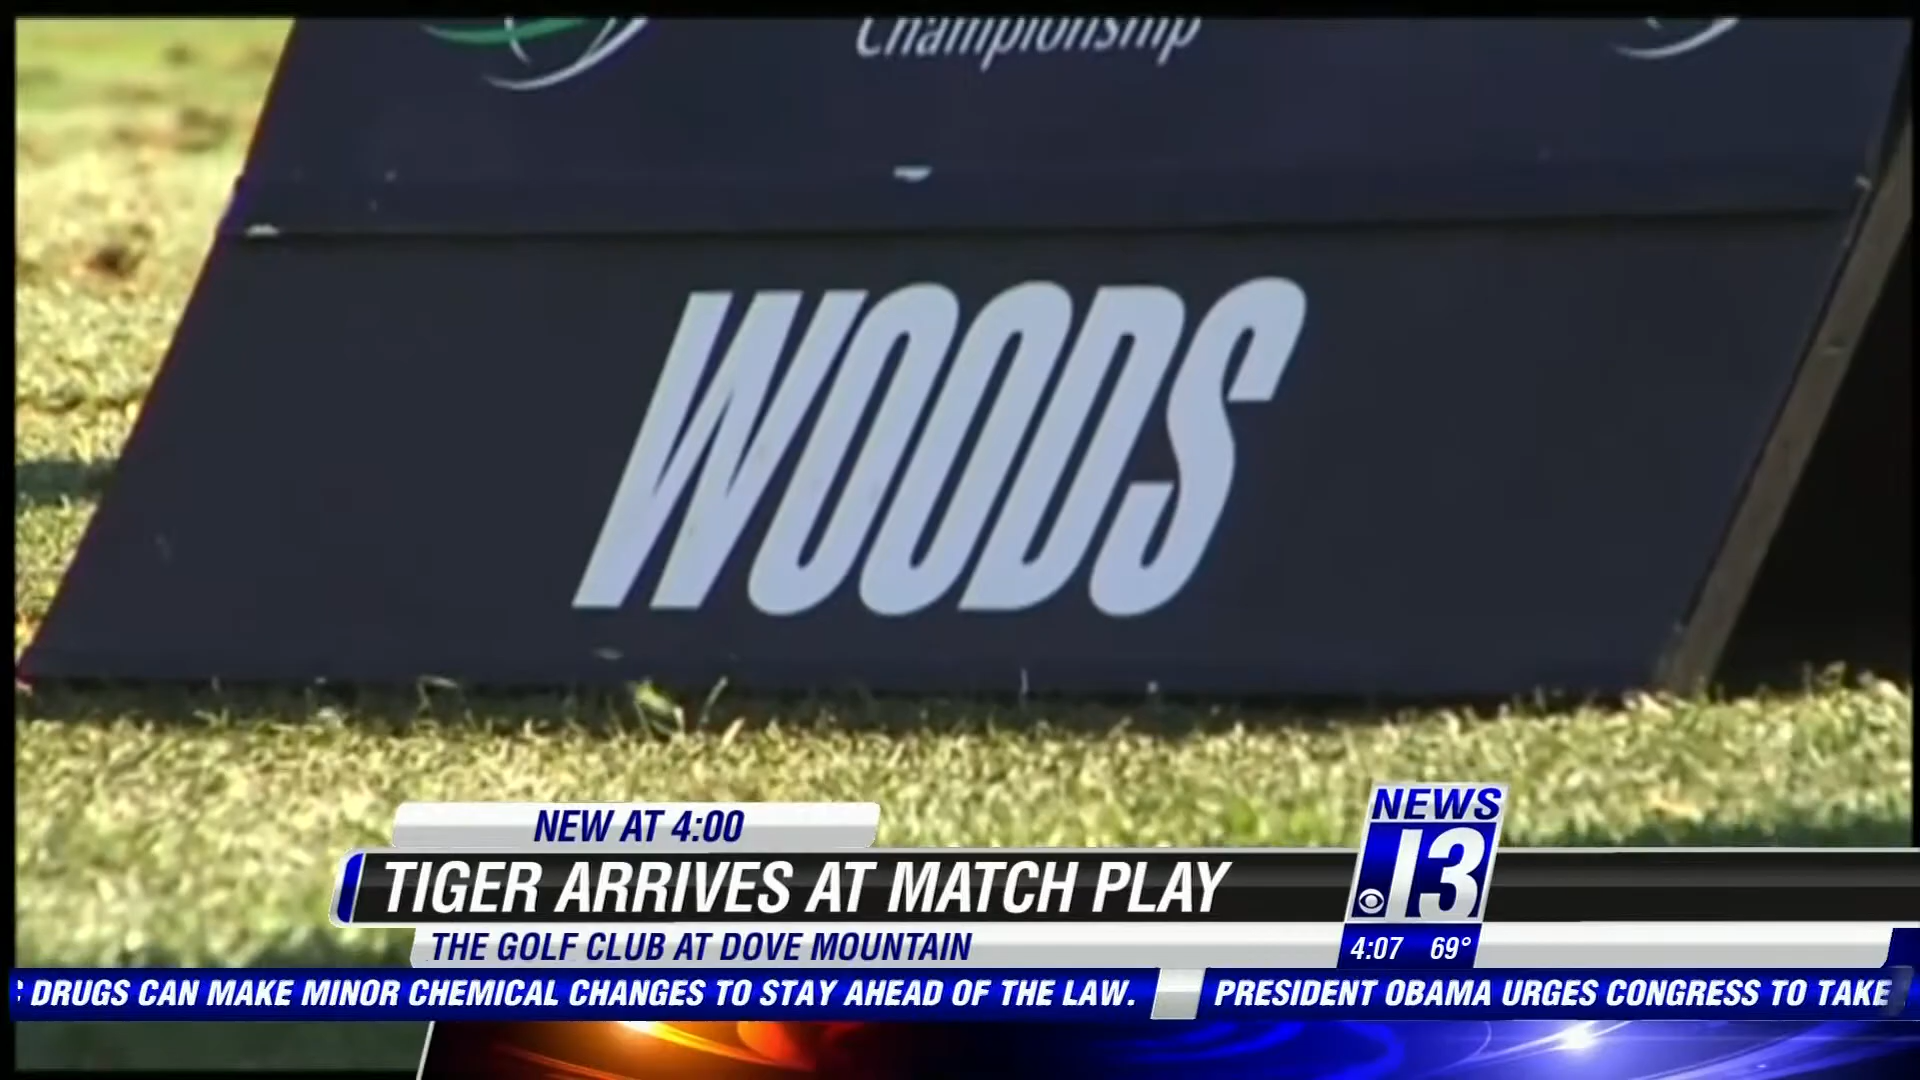 Championship
WOODS
NEW AT 4:00
TIGER ARRIVES AT MATCH PLAY
THE GOLF CLUB AT DOVE MOUNTAIN
NEWS
13
4:07 69°
DRUGS CAN MAKE MINOR CHEMICAL CHANGES TO STAY AHEAD OF THE LAW. PRESIDENT OBAMA URGES CONGRESS TO TAKE